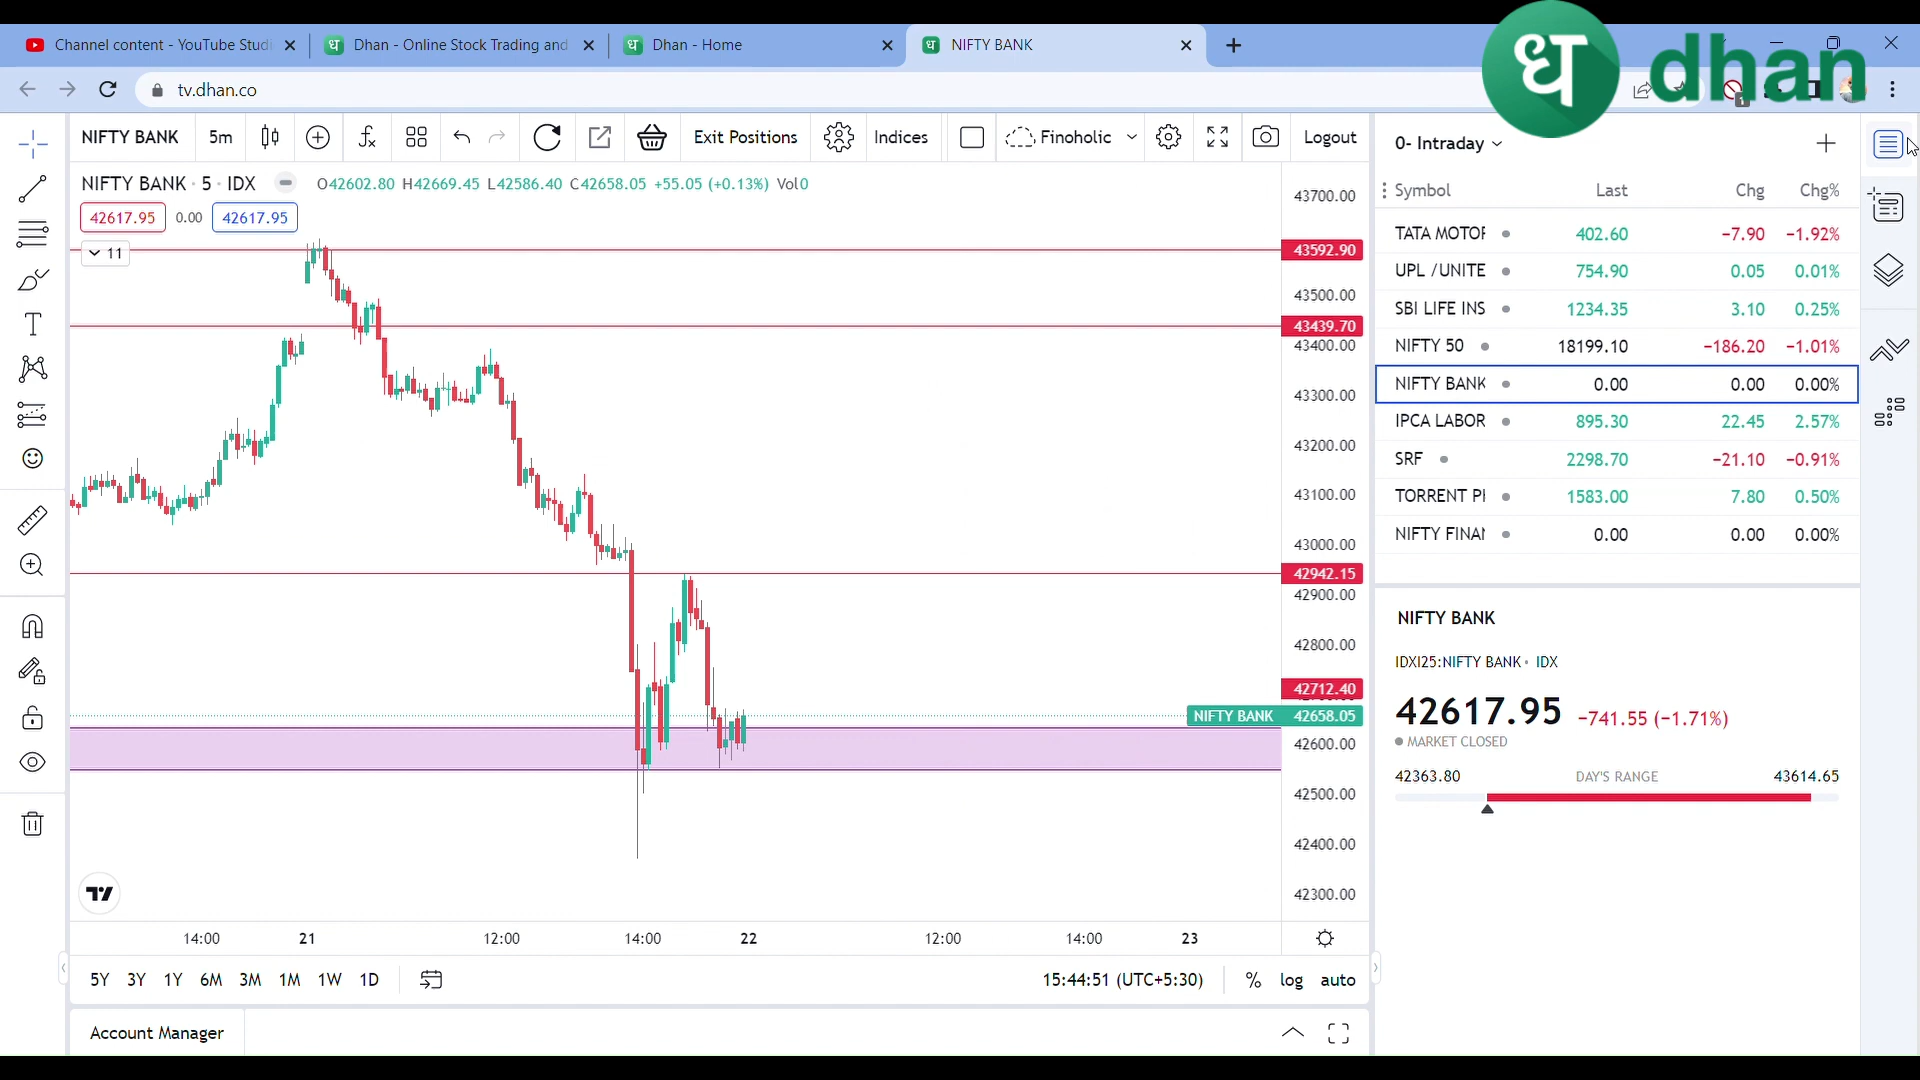 Channel content - YouTube Studi
Dhan - Online Stock Trading and
Dhan - Home
NIFTY BANK
ध dhan
tv.dhan.co
NIFTY BANK 5m Exit Positions Indices Finoholic Logout
NIFTY BANK · 5 · IDX O42602.80 H42669.45 L42586.40 C42658.05 +55.05 (+0.13%) Vol0
42617.95 0.00 42617.95
11
43700.00
43592.90
43500.00
43439.70
43400.00
43300.00
43200.00
43100.00
43000.00
42942.15
42900.00
42800.00
42712.40
NIFTY BANK 42658.05
42600.00
42500.00
42400.00
42300.00
14:00 21 12:00 14:00 22 12:00 14:00 23
5Y 3Y 1Y 6M 3M 1M 1W 1D 15:44:51 (UTC+5:30) % log auto
Account Manager
0- Intraday
Symbol Last Chg Chg%
TATA MOTOF 402.60 −7.90 −1.92%
UPL /UNITE 754.90 0.05 0.01%
SBI LIFE INS 1234.35 3.10 0.25%
NIFTY 50 18199.10 −186.20 −1.01%
NIFTY BANK 0.00 0.00 0.00%
IPCA LABOR 895.30 22.45 2.57%
SRF 2298.70 −21.10 −0.91%
TORRENT PH 1583.00 7.80 0.50%
NIFTY FINAN 0.00 0.00 0.00%
NIFTY BANK
IDXI25:NIFTY BANK · IDX
42617.95 −741.55 (−1.71%)
MARKET CLOSED
42363.80 DAY'S RANGE 43614.65